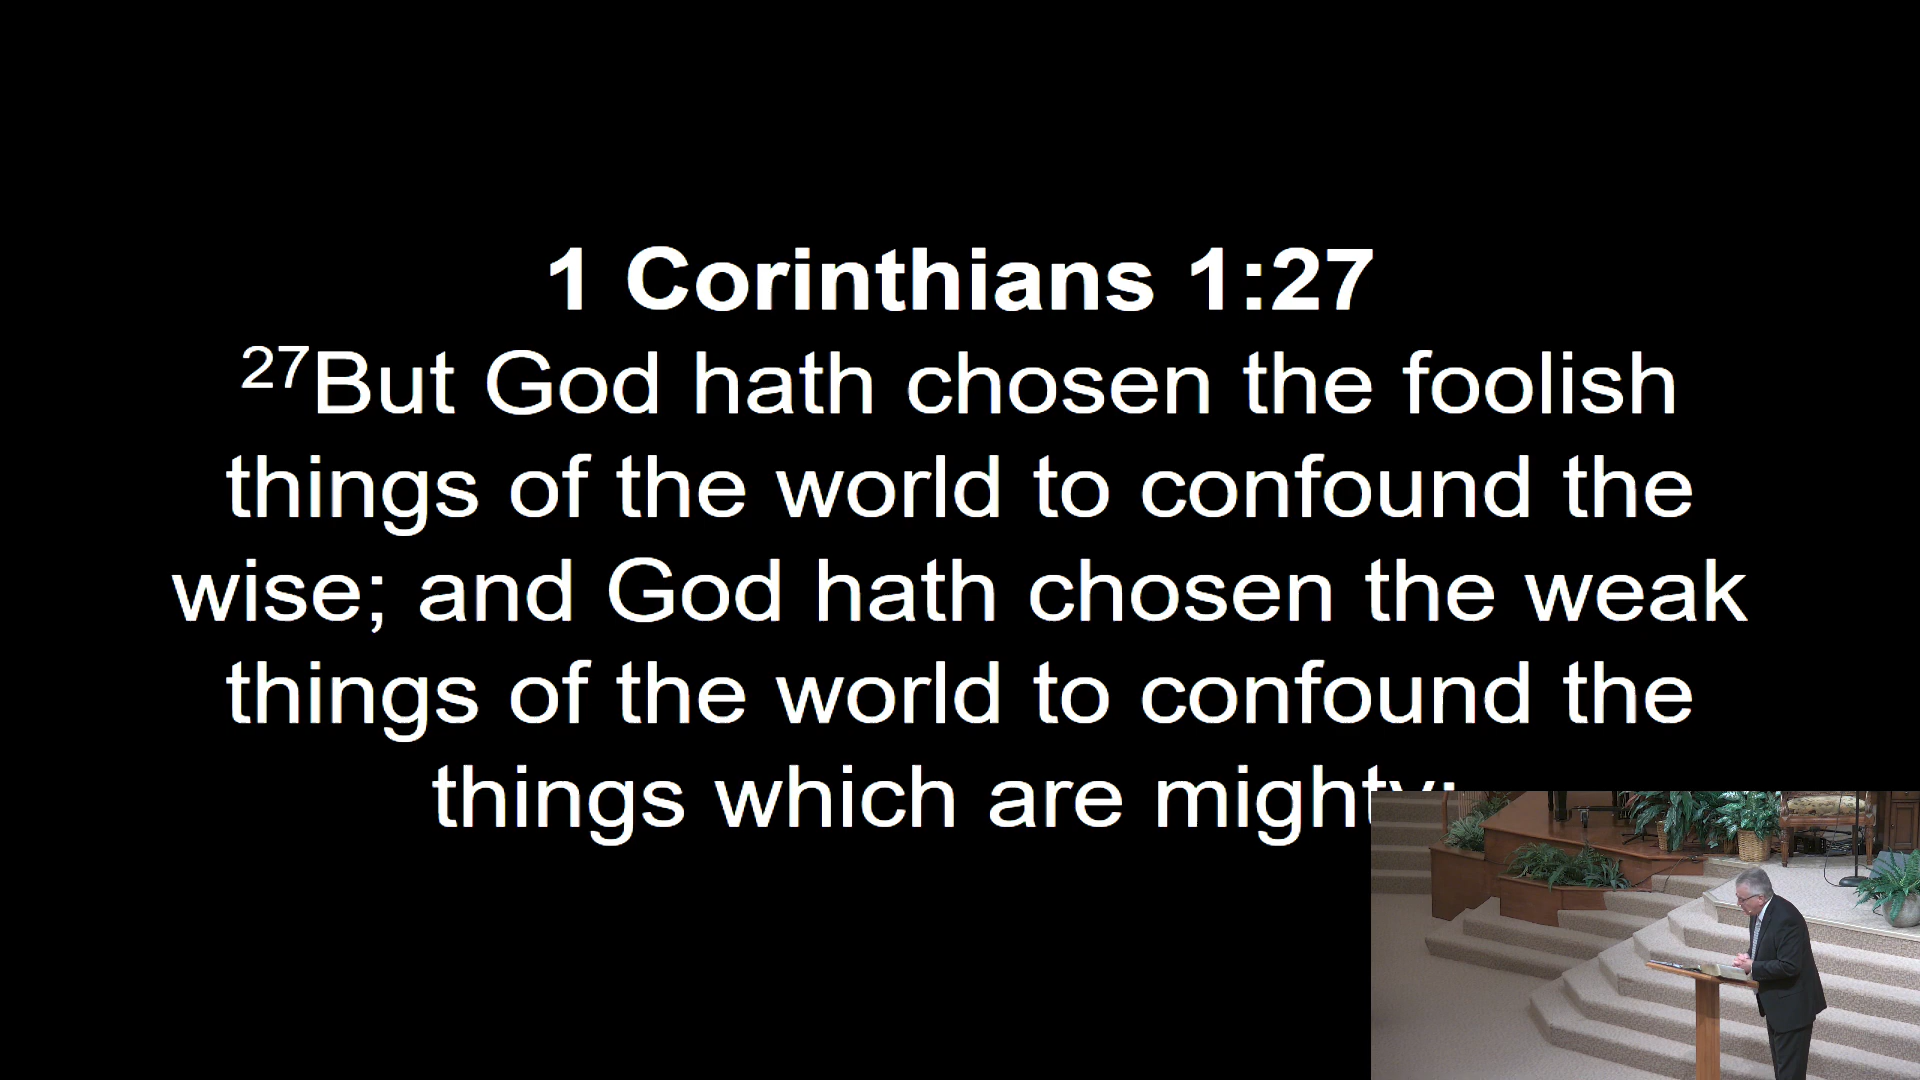 1 Corinthians 1:27
27But God hath chosen the foolish
things of the world to confound the
wise; and God hath chosen the weak
things of the world to confound the
things which are mighty;